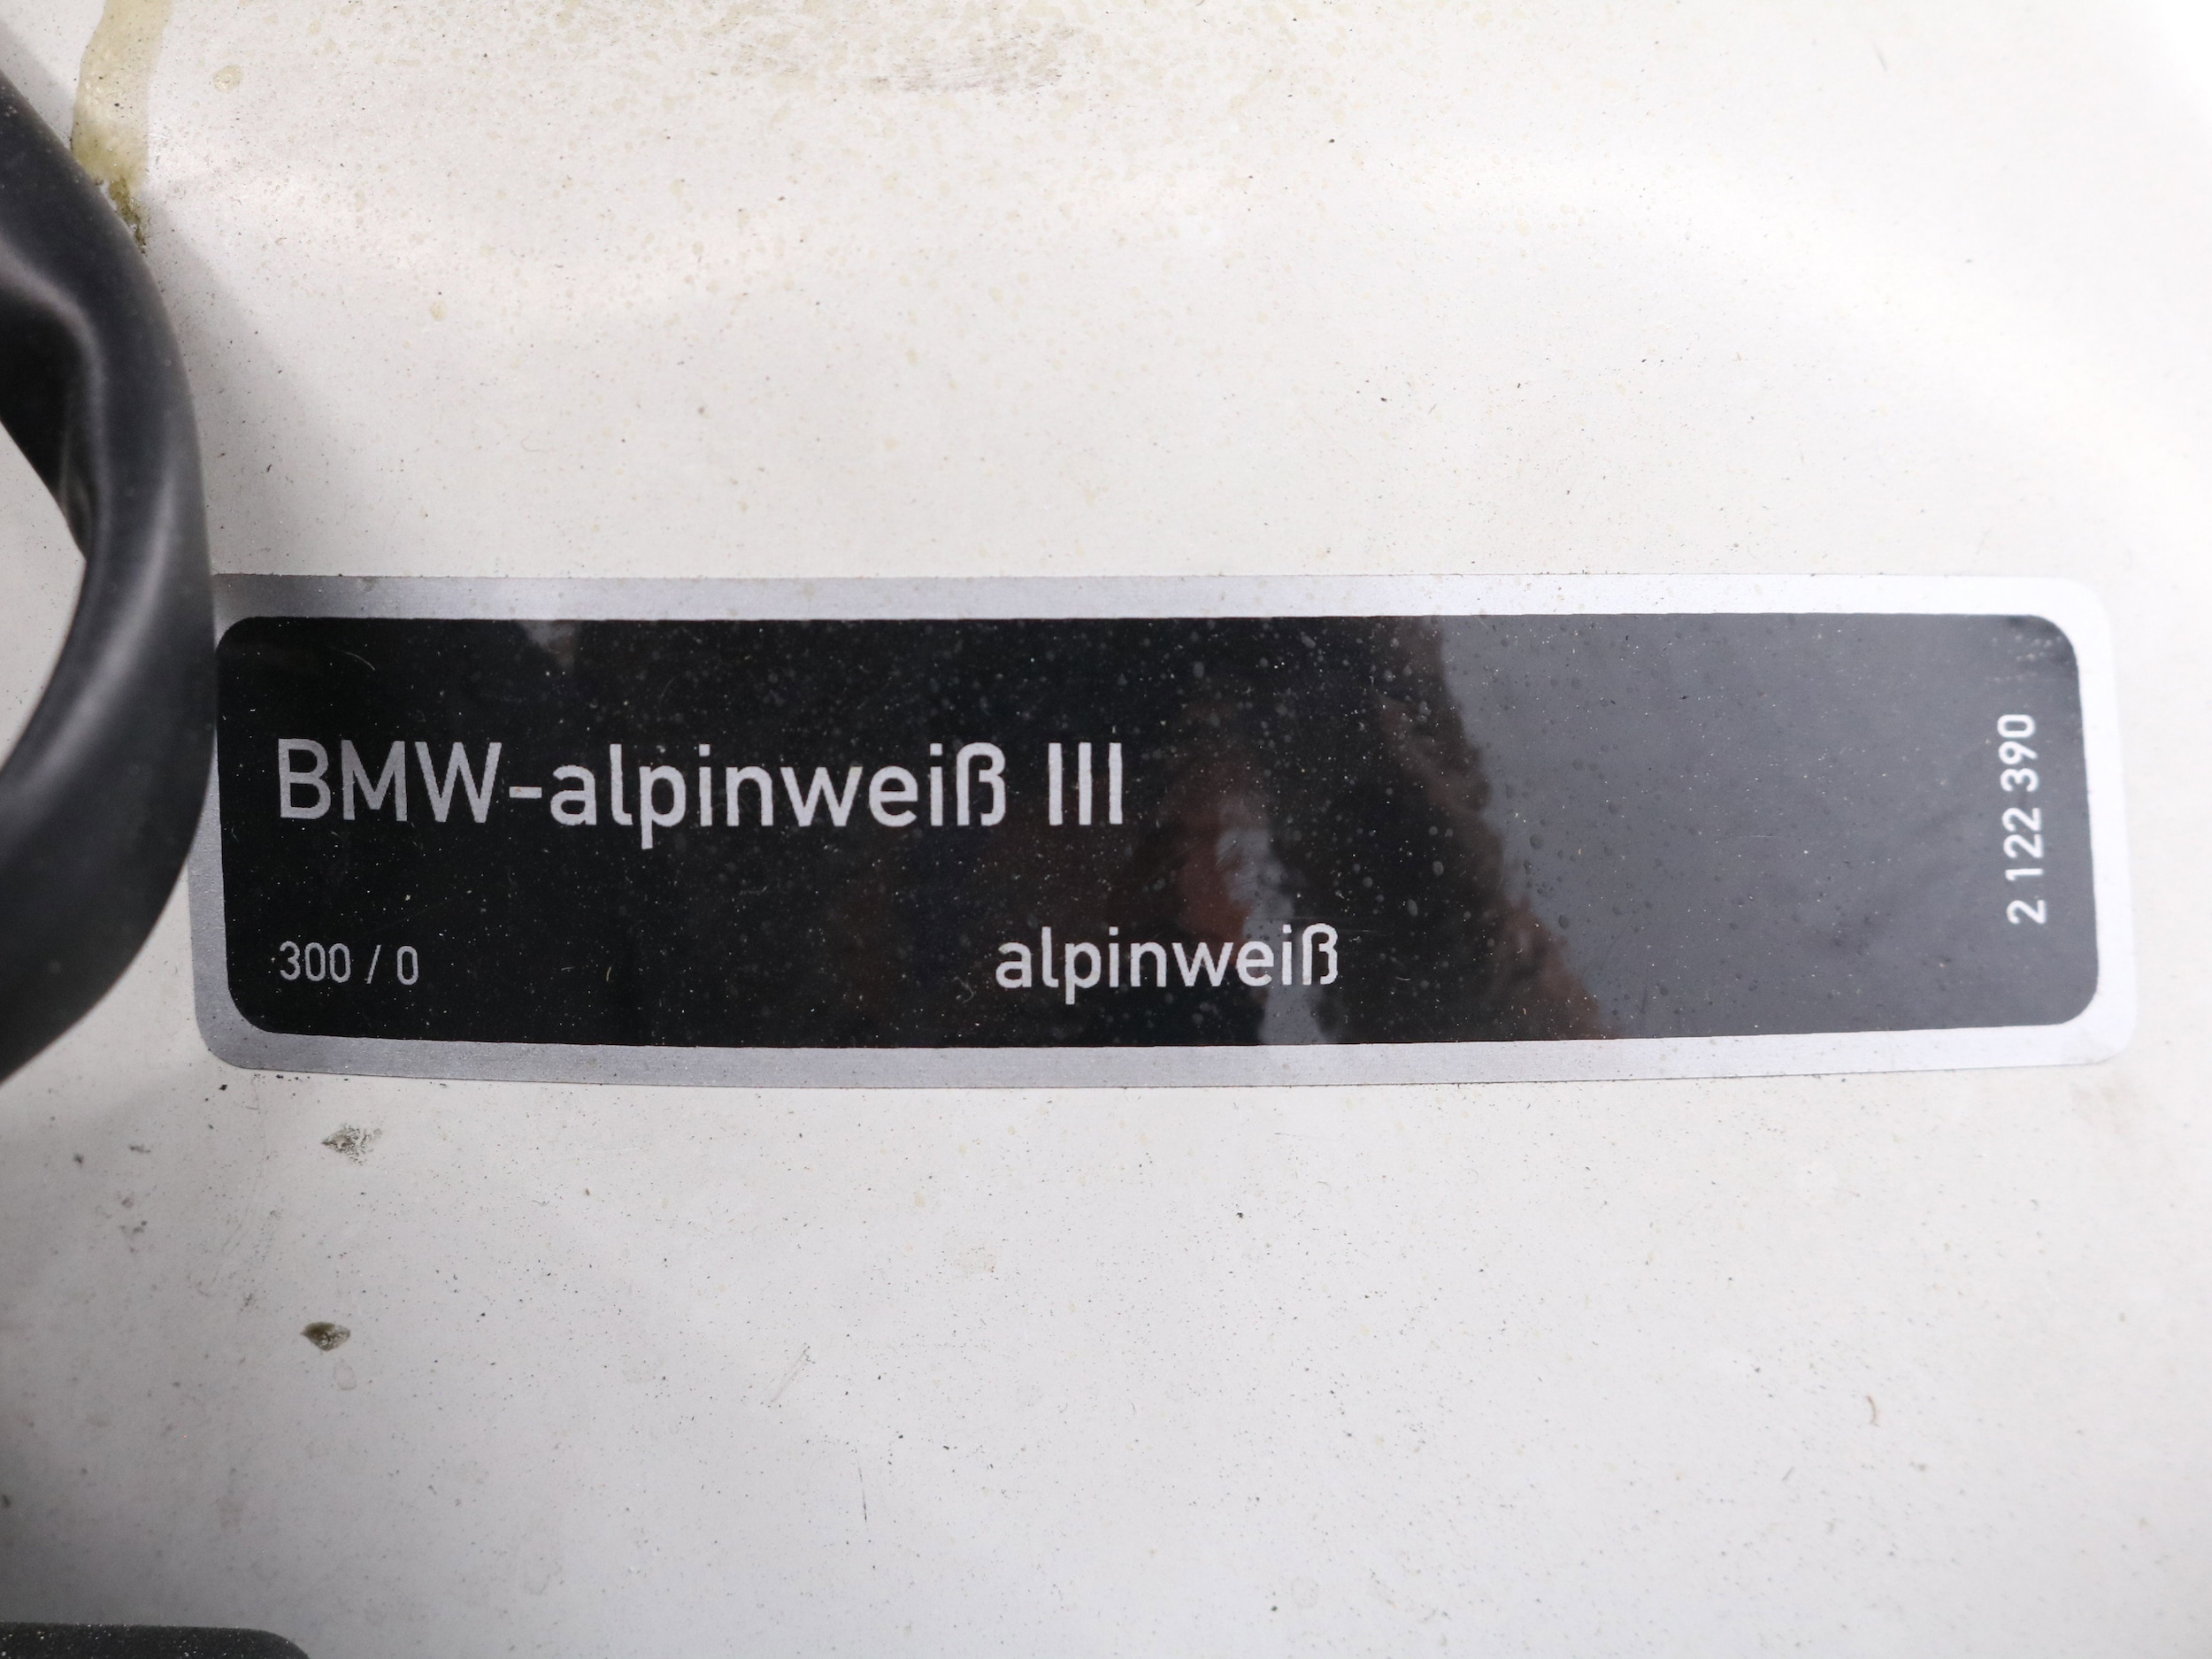 BMW-alpinweiß III
300 / 0
alpinweiß
2 122 390